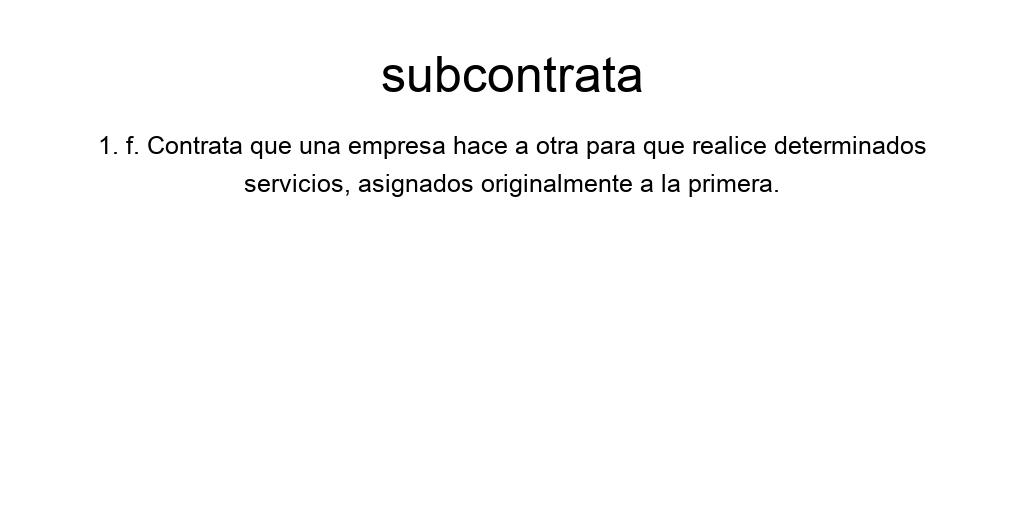 subcontrata
1. f. Contrata que una empresa hace a otra para que realice determinados
servicios, asignados originalmente a la primera.